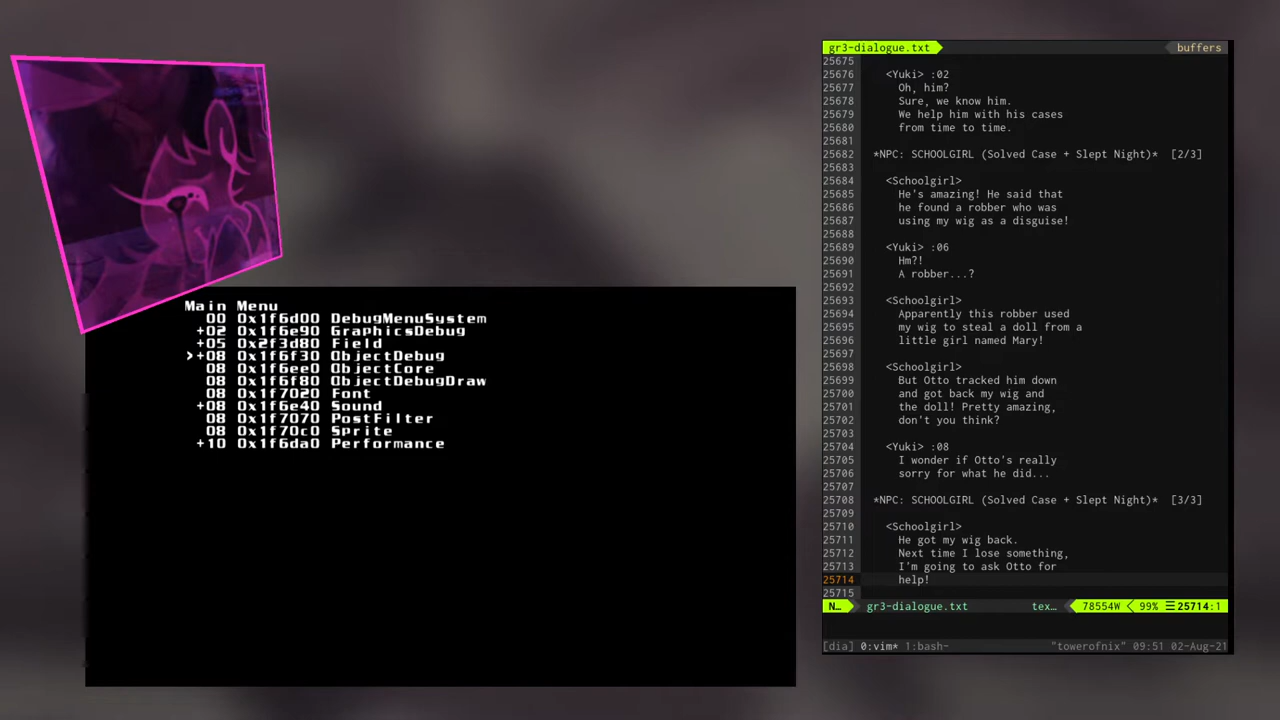 Main Menu
00 0x1f6d00 DebugMenuSystem
+02 0x1f6e90 GraphicsDebug
+05 0x2f3d80 Field
>+08 0x1f6f30 ObjectDebug
08 0x1f6ee0 ObjectCore
08 0x1f6f80 ObjectDebugDraw
08 0x1f7020 Font
+08 0x1f6e40 Sound
08 0x1f7070 PostFilter
08 0x1f70c0 Sprite
+10 0x1f6da0 Performance
gr3-dialogue.txt buffers
25675
25676 <Yuki> :02
25677 Oh, him?
25678 Sure, we know him.
25679 We help him with his cases
25680 from time to time.
25681
25682 *NPC: SCHOOLGIRL (Solved Case + Slept Night)* [2/3]
25683
25684 <Schoolgirl>
25685 He's amazing! He said that
25686 he found a robber who was
25687 using my wig as a disguise!
25688
25689 <Yuki> :06
25690 Hm?!
25691 A robber...?
25692
25693 <Schoolgirl>
25694 Apparently this robber used
25695 my wig to steal a doll from a
25696 little girl named Mary!
25697
25698 <Schoolgirl>
25699 But Otto tracked him down
25700 and got back my wig and
25701 the doll! Pretty amazing,
25702 don't you think?
25703
25704 <Yuki> :08
25705 I wonder if Otto's really
25706 sorry for what he did...
25707
25708 *NPC: SCHOOLGIRL (Solved Case + Slept Night)* [3/3]
25709
25710 <Schoolgirl>
25711 He got my wig back.
25712 Next time I lose something,
25713 I'm going to ask Otto for
25714 help!
25715
N… gr3-dialogue.txt tex… 78554W 99% ☰25714:1
[dia] 0:vim* 1:bash- "towerofnix" 09:51 02-Aug-21